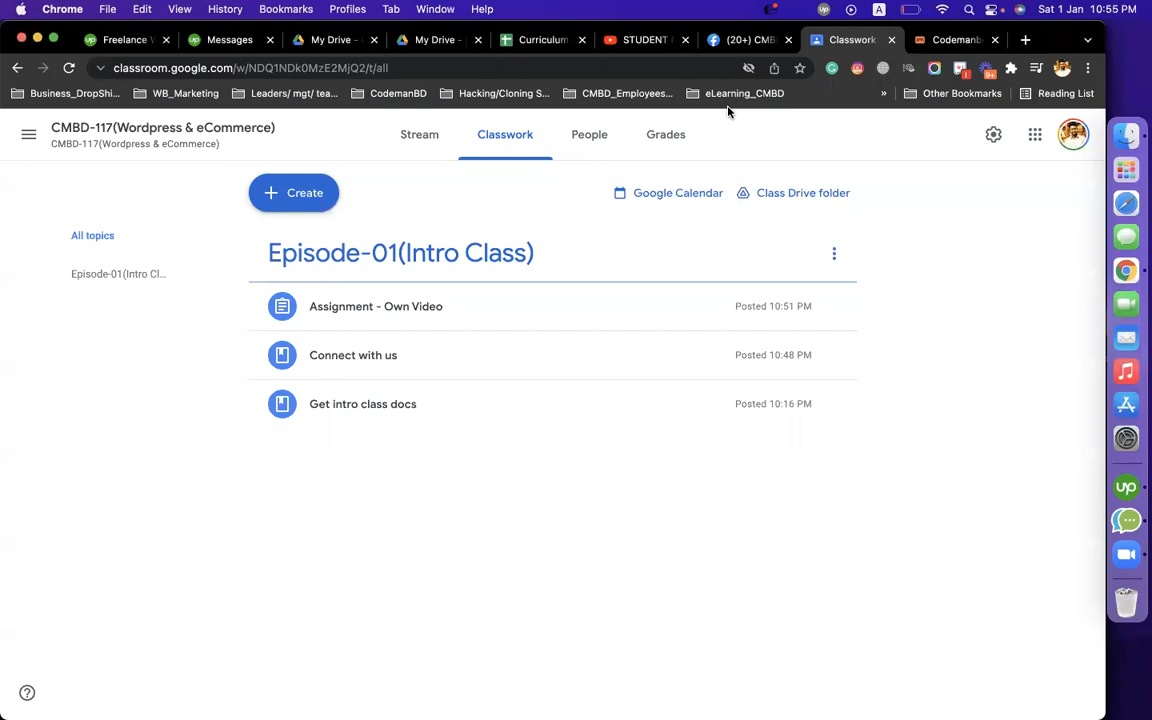 Chrome File Edit View History Bookmarks Profiles Tab Window Help A Sat 1 Jan 10:55 PM
Freelance Messages My Drive - My Drive - Curriculum STUDENT (20+) CMB Classwork Codemanb
classroom.google.com/w/NDQ1NDk0MzE2MjQ2/t/all 9+
Business_DropShi... WB_Marketing Leaders/ mgt/ tea... CodemanBD Hacking/Cloning S... CMBD_Employees... eLearning_CMBD » Other Bookmarks Reading List
CMBD-117(Wordpress & eCommerce)
CMBD-117(Wordpress & eCommerce)
Stream Classwork People Grades
+ Create Google Calendar Class Drive folder
All topics
Episode-01(Intro Cl...
Episode-01(Intro Class)
Assignment - Own Video Posted 10:51 PM
Connect with us Posted 10:48 PM
Get intro class docs Posted 10:16 PM
up